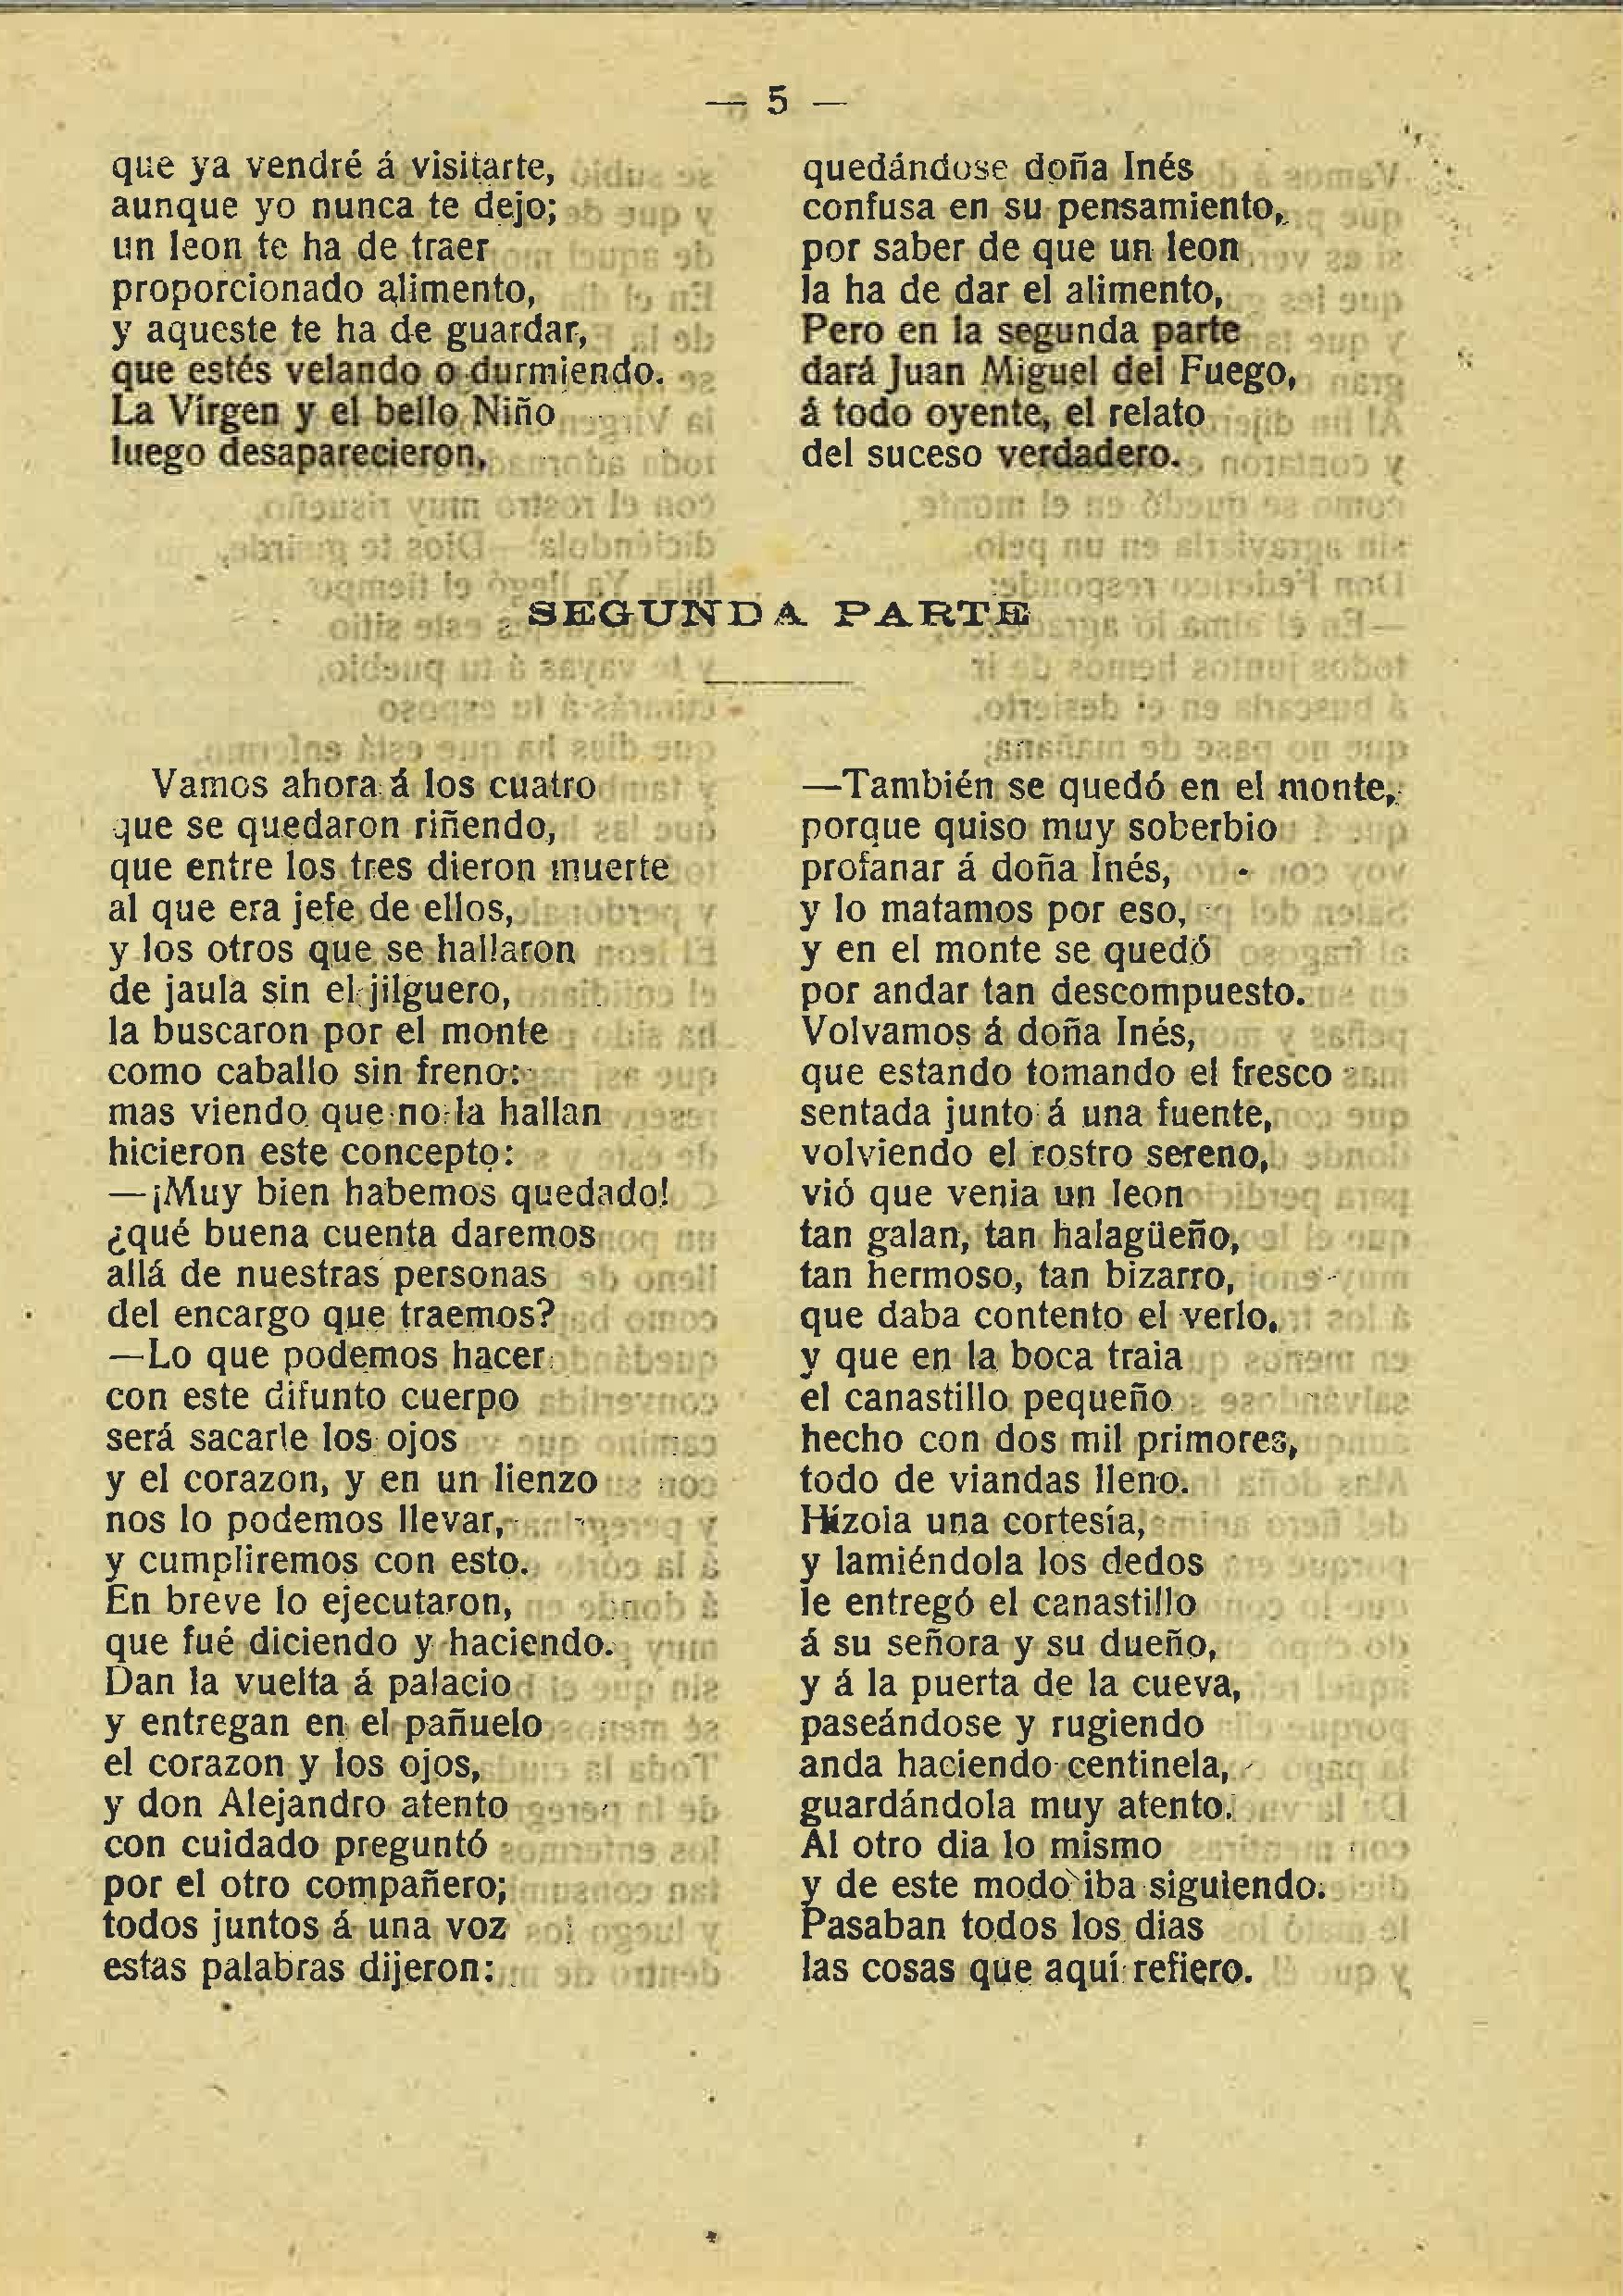 — 5 —
que ya vendré á visitarte,
aunque yo nunca te dejo;
un leon te ha de traer
proporcionado alimento,
y aqueste te ha de guardar,
que estés velando o durmiendo.
La Vírgen y el bello Niño
luego desaparecieron,
quedándose doña Inés
confusa en su pensamiento,
por saber de que un leon
la ha de dar el alimento,
Pero en la segunda parte
dará Juan Miguel del Fuego,
á todo oyente, el relato
del suceso verdadero.
SEGUNDA PARTE
Vamos ahora á los cuatro
que se quedaron riñendo,
que entre los tres dieron muerte
al que era jefe de ellos,
y los otros que se hallaron
de jaula sin el jilguero,
la buscaron por el monte
como caballo sin freno:
mas viendo que no la hallan
hicieron este concepto:
—¡Muy bien habemos quedado!
¿qué buena cuenta daremos
allá de nuestras personas
del encargo que traemos?
—Lo que podemos hacer
con este difunto cuerpo
será sacarle los ojos
y el corazon, y en un lienzo
nos lo podemos llevar,
y cumpliremos con esto.
En breve lo ejecutaron,
que fué diciendo y haciendo.
Dan la vuelta á palacio
y entregan en el pañuelo
el corazon y los ojos,
y don Alejandro atento
con cuidado preguntó
por el otro compañero;
todos juntos á una voz
estas palabras dijeron:
—También se quedó en el monte,
porque quiso muy soberbio
profanar á doña Inés,
y lo matamos por eso,
y en el monte se quedó
por andar tan descompuesto.
Volvamos á doña Inés,
que estando tomando el fresco
sentada junto á una fuente,
volviendo el rostro sereno,
vió que venia un leon
tan galan, tan halagüeño,
tan hermoso, tan bizarro,
que daba contento el verlo,
y que en la boca traia
el canastillo pequeño
hecho con dos mil primores,
todo de viandas lleno.
Hízola una cortesía,
y lamiéndola los dedos
le entregó el canastillo
á su señora y su dueño,
y á la puerta de la cueva,
paseándose y rugiendo
anda haciendo centinela,
guardándola muy atento.
Al otro dia lo mismo
y de este modo iba siguiendo.
Pasaban todos los dias
las cosas que aquí refiero.